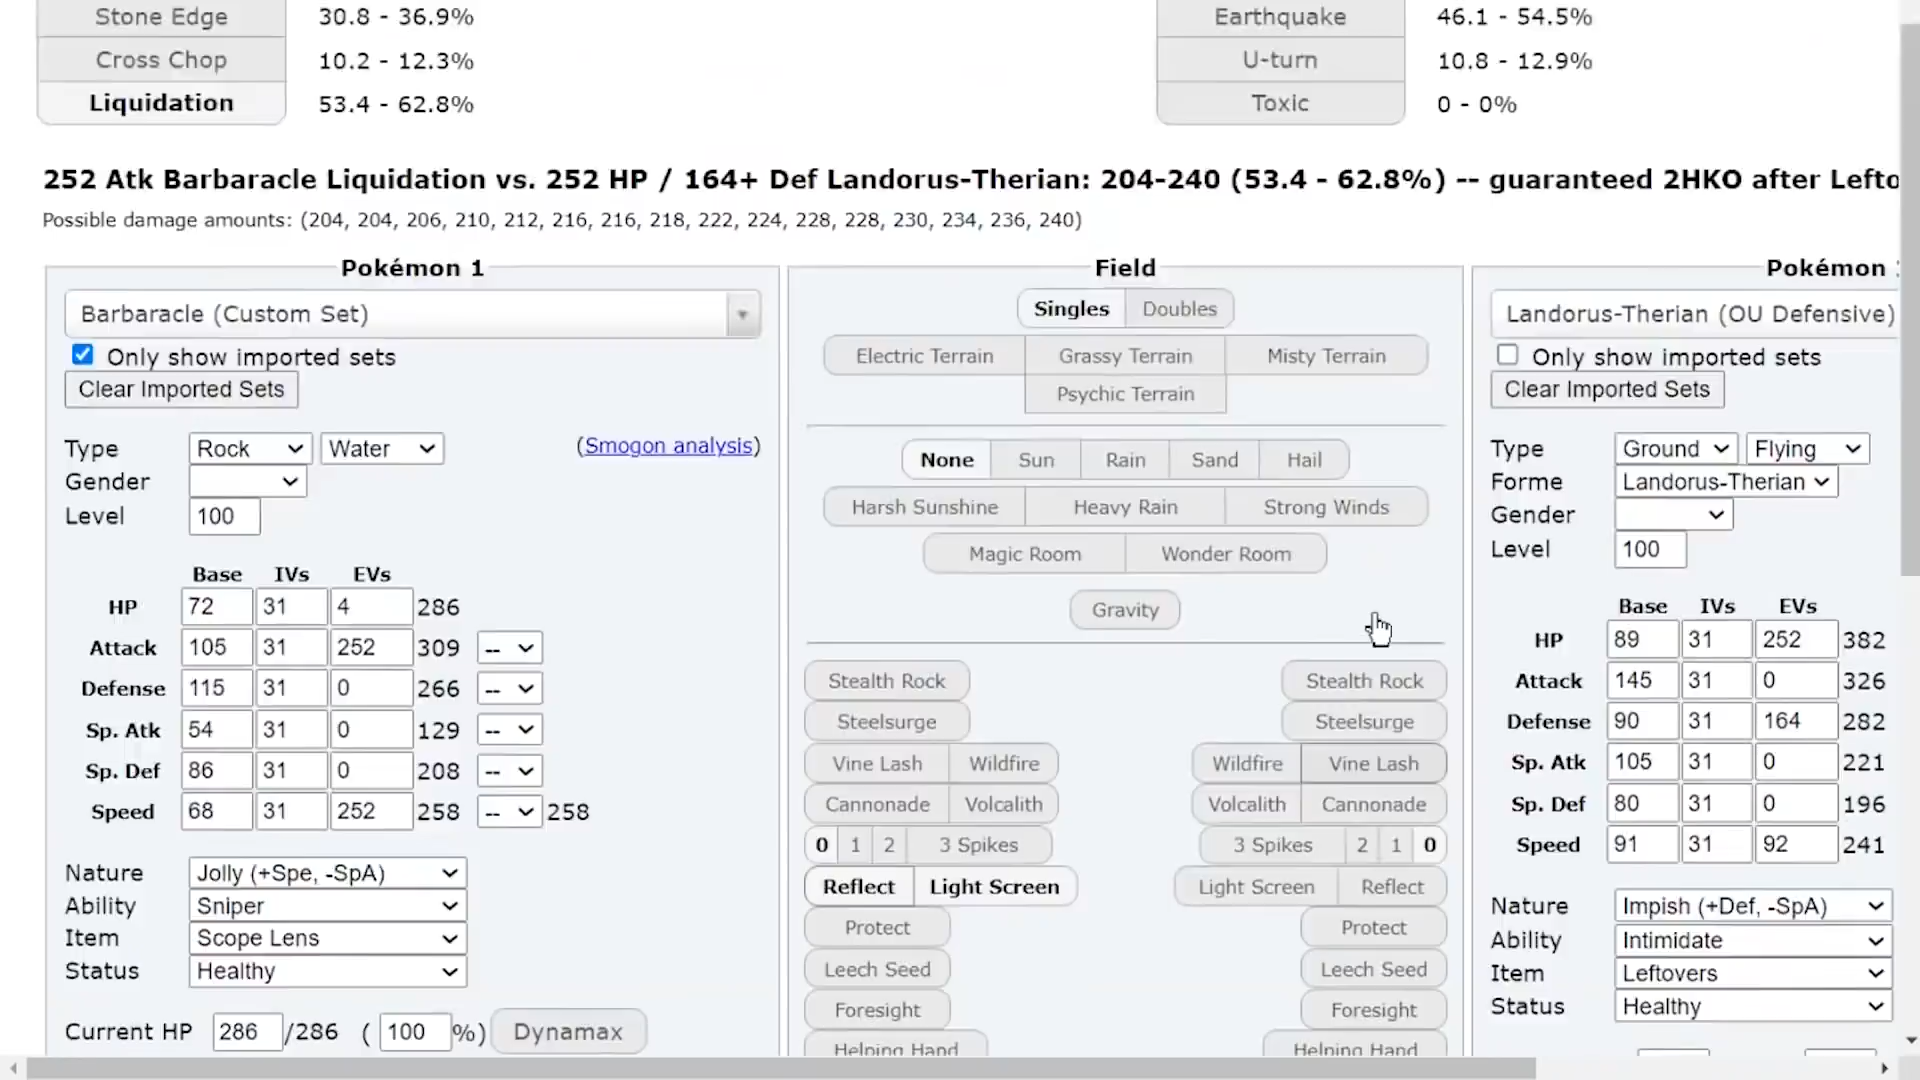 Stone Edge 30.8 - 36.9% Earthquake 46.1 - 54.5%
Cross Chop 10.2 - 12.3% U-turn 10.8 - 12.9%
Liquidation 53.4 - 62.8% Toxic 0 - 0%
252 Atk Barbaracle Liquidation vs. 252 HP / 164+ Def Landorus-Therian: 204-240 (53.4 - 62.8%) -- guaranteed 2HKO after Lefto
Possible damage amounts: (204, 204, 206, 210, 212, 216, 216, 218, 222, 224, 228, 228, 230, 234, 236, 240)
Pokémon 1
Barbaracle (Custom Set)
Only show imported sets
Clear Imported Sets
Type Rock Water (Smogon analysis)
Gender
Level 100
Base IVs EVs
HP 72 31 4 286
Attack 105 31 252 309 --
Defense 115 31 0 266 --
Sp. Atk 54 31 0 129 --
Sp. Def 86 31 0 208 --
Speed 68 31 252 258 -- 258
Nature Jolly (+Spe, -SpA)
Ability Sniper
Item Scope Lens
Status Healthy
Current HP 286 /286 ( 100 %) Dynamax
Field
Singles Doubles
Electric Terrain Grassy Terrain Misty Terrain
Psychic Terrain
None Sun Rain Sand Hail
Harsh Sunshine Heavy Rain Strong Winds
Magic Room Wonder Room
Gravity
Stealth Rock Stealth Rock
Steelsurge Steelsurge
Vine Lash Wildfire Wildfire Vine Lash
Cannonade Volcalith Volcalith Cannonade
0 1 2 3 Spikes 3 Spikes 2 1 0
Reflect Light Screen Light Screen Reflect
Protect Protect
Leech Seed Leech Seed
Foresight Foresight
Helping Hand Helping Hand
Pokémon
Landorus-Therian (OU Defensive)
Only show imported sets
Clear Imported Sets
Type Ground Flying
Forme Landorus-Therian
Gender
Level 100
Base IVs EVs
HP 89 31 252 382
Attack 145 31 0 326
Defense 90 31 164 282
Sp. Atk 105 31 0 221
Sp. Def 80 31 0 196
Speed 91 31 92 241
Nature Impish (+Def, -SpA)
Ability Intimidate
Item Leftovers
Status Healthy